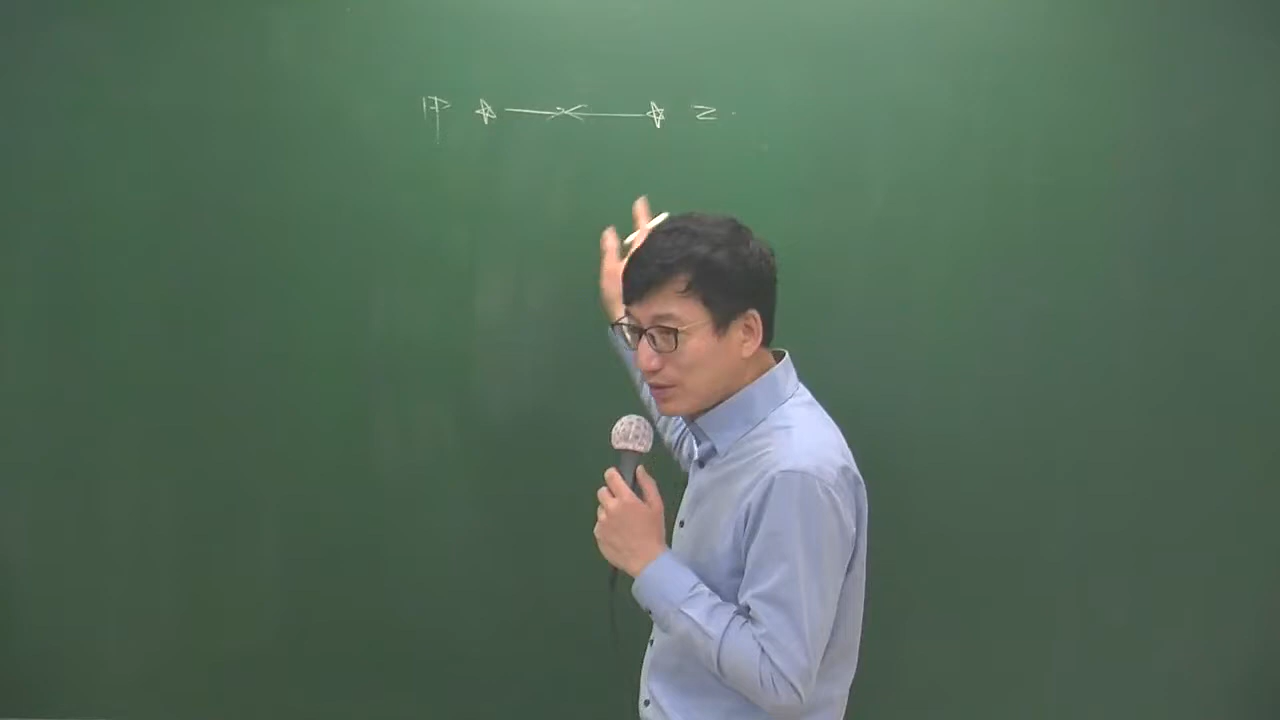 甲 ☆ ——×—— ☆ 乙